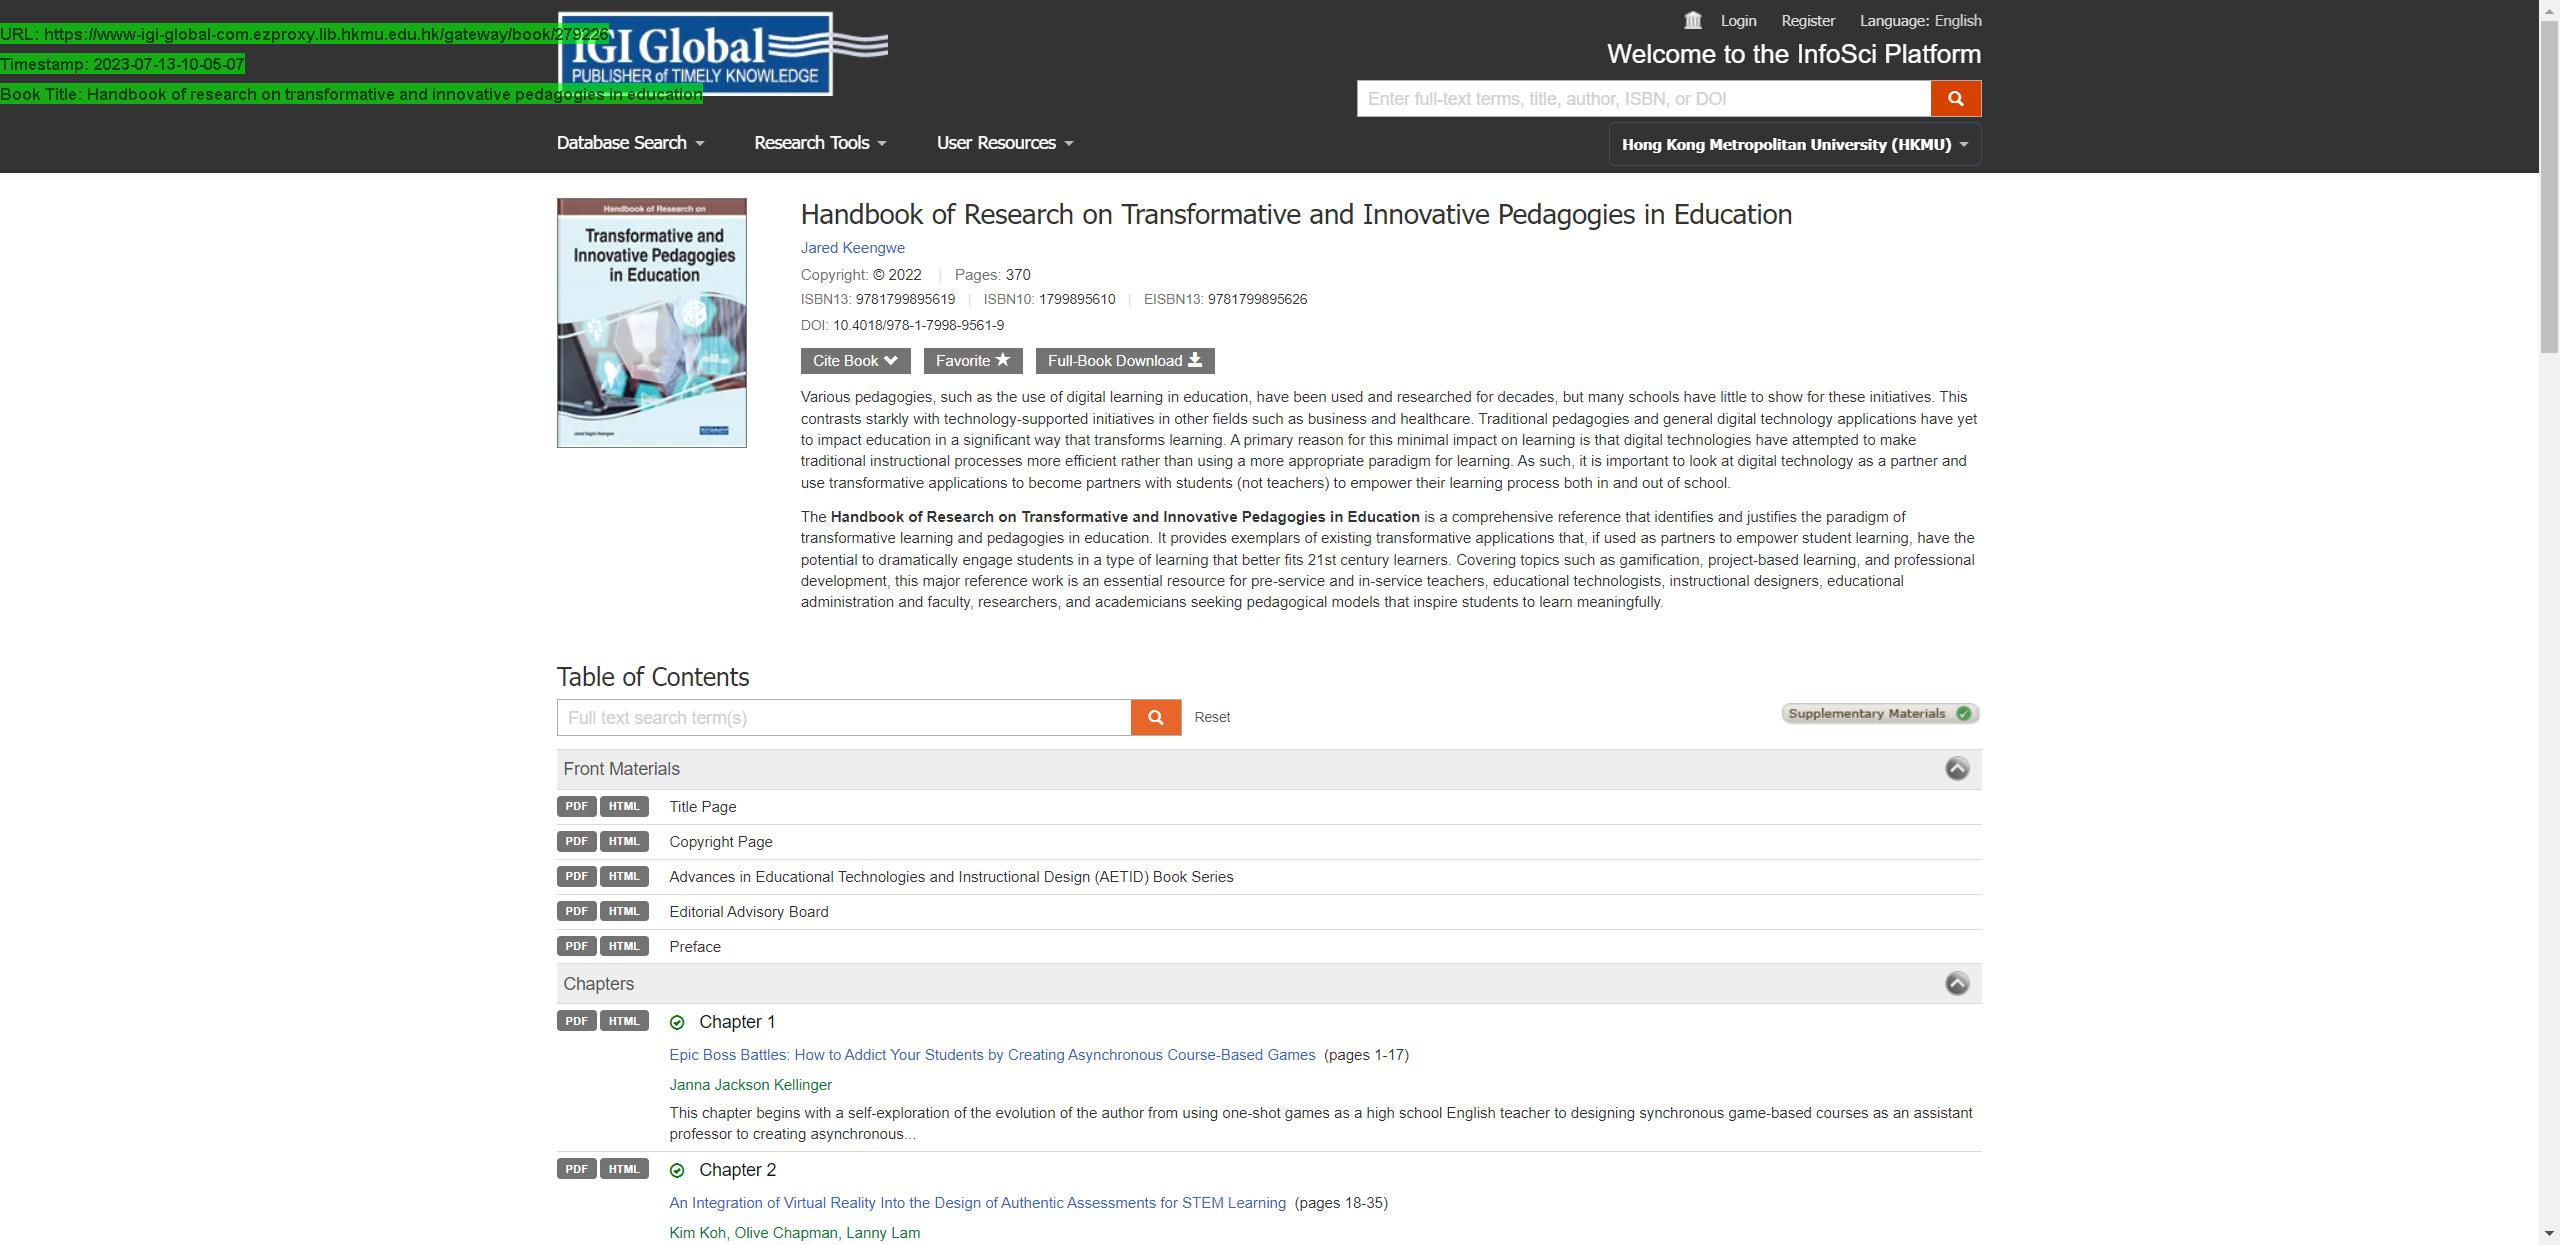 URL: https://www-igi-global-com.ezproxy.lib.hkmu.edu.hk/gateway/book/279226
Timestamp: 2023-07-13-10-05-07
Book Title: Handbook of research on transformative and innovative pedagogies in education
IGI Global
PUBLISHER of TIMELY KNOWLEDGE
Login Register Language: English
Welcome to the InfoSci Platform
Enter full-text terms, title, author, ISBN, or DOI
Database Search Research Tools User Resources
Hong Kong Metropolitan University (HKMU)
Handbook of Research on
Transformative and
Innovative Pedagogies
in Education
Handbook of Research on Transformative and Innovative Pedagogies in Education
Jared Keengwe
Copyright: © 2022 | Pages: 370
ISBN13: 9781799895619 | ISBN10: 1799895610 | EISBN13: 9781799895626
DOI: 10.4018/978-1-7998-9561-9
Cite Book Favorite Full-Book Download
Various pedagogies, such as the use of digital learning in education, have been used and researched for decades, but many schools have little to show for these initiatives. This
contrasts starkly with technology-supported initiatives in other fields such as business and healthcare. Traditional pedagogies and general digital technology applications have yet
to impact education in a significant way that transforms learning. A primary reason for this minimal impact on learning is that digital technologies have attempted to make
traditional instructional processes more efficient rather than using a more appropriate paradigm for learning. As such, it is important to look at digital technology as a partner and
use transformative applications to become partners with students (not teachers) to empower their learning process both in and out of school.
The Handbook of Research on Transformative and Innovative Pedagogies in Education is a comprehensive reference that identifies and justifies the paradigm of
transformative learning and pedagogies in education. It provides exemplars of existing transformative applications that, if used as partners to empower student learning, have the
potential to dramatically engage students in a type of learning that better fits 21st century learners. Covering topics such as gamification, project-based learning, and professional
development, this major reference work is an essential resource for pre-service and in-service teachers, educational technologists, instructional designers, educational
administration and faculty, researchers, and academicians seeking pedagogical models that inspire students to learn meaningfully.
Table of Contents
Full text search term(s)
Reset
Supplementary Materials
Front Materials
PDF HTML Title Page
PDF HTML Copyright Page
PDF HTML Advances in Educational Technologies and Instructional Design (AETID) Book Series
PDF HTML Editorial Advisory Board
PDF HTML Preface
Chapters
PDF HTML Chapter 1
Epic Boss Battles: How to Addict Your Students by Creating Asynchronous Course-Based Games (pages 1-17)
Janna Jackson Kellinger
This chapter begins with a self-exploration of the evolution of the author from using one-shot games as a high school English teacher to designing synchronous game-based courses as an assistant
professor to creating asynchronous...
PDF HTML Chapter 2
An Integration of Virtual Reality Into the Design of Authentic Assessments for STEM Learning (pages 18-35)
Kim Koh, Olive Chapman, Lanny Lam